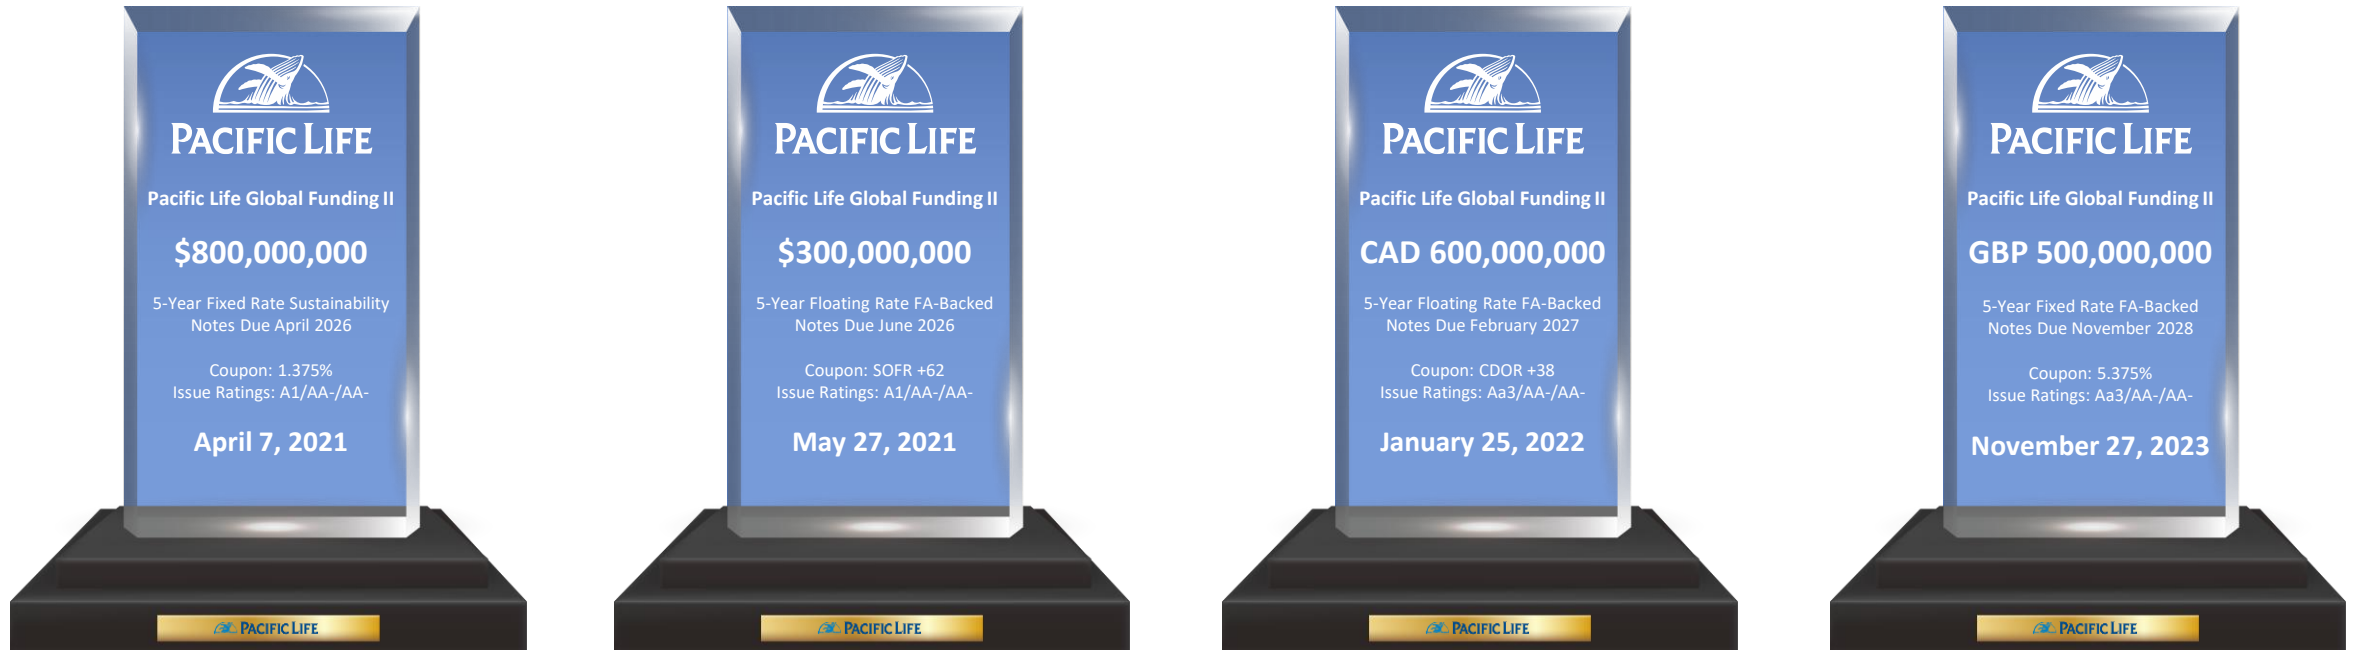 PACIFIC LIFE
Pacific Life Global Funding II
$800,000,000
5-Year Fixed Rate Sustainability
Notes Due April 2026
Coupon: 1.375%
Issue Ratings: A1/AA-/AA-
April 7, 2021
PACIFIC LIFE
PACIFIC LIFE
Pacific Life Global Funding II
$300,000,000
5-Year Floating Rate FA-Backed
Notes Due June 2026
Coupon: SOFR +62
Issue Ratings: A1/AA-/AA-
May 27, 2021
PACIFIC LIFE
PACIFIC LIFE
Pacific Life Global Funding II
CAD 600,000,000
5-Year Floating Rate FA-Backed
Notes Due February 2027
Coupon: CDOR +38
Issue Ratings: Aa3/AA-/AA-
January 25, 2022
PACIFIC LIFE
PACIFIC LIFE
Pacific Life Global Funding II
GBP 500,000,000
5-Year Fixed Rate FA-Backed
Notes Due November 2028
Coupon: 5.375%
Issue Ratings: Aa3/AA-/AA-
November 27, 2023
PACIFIC LIFE